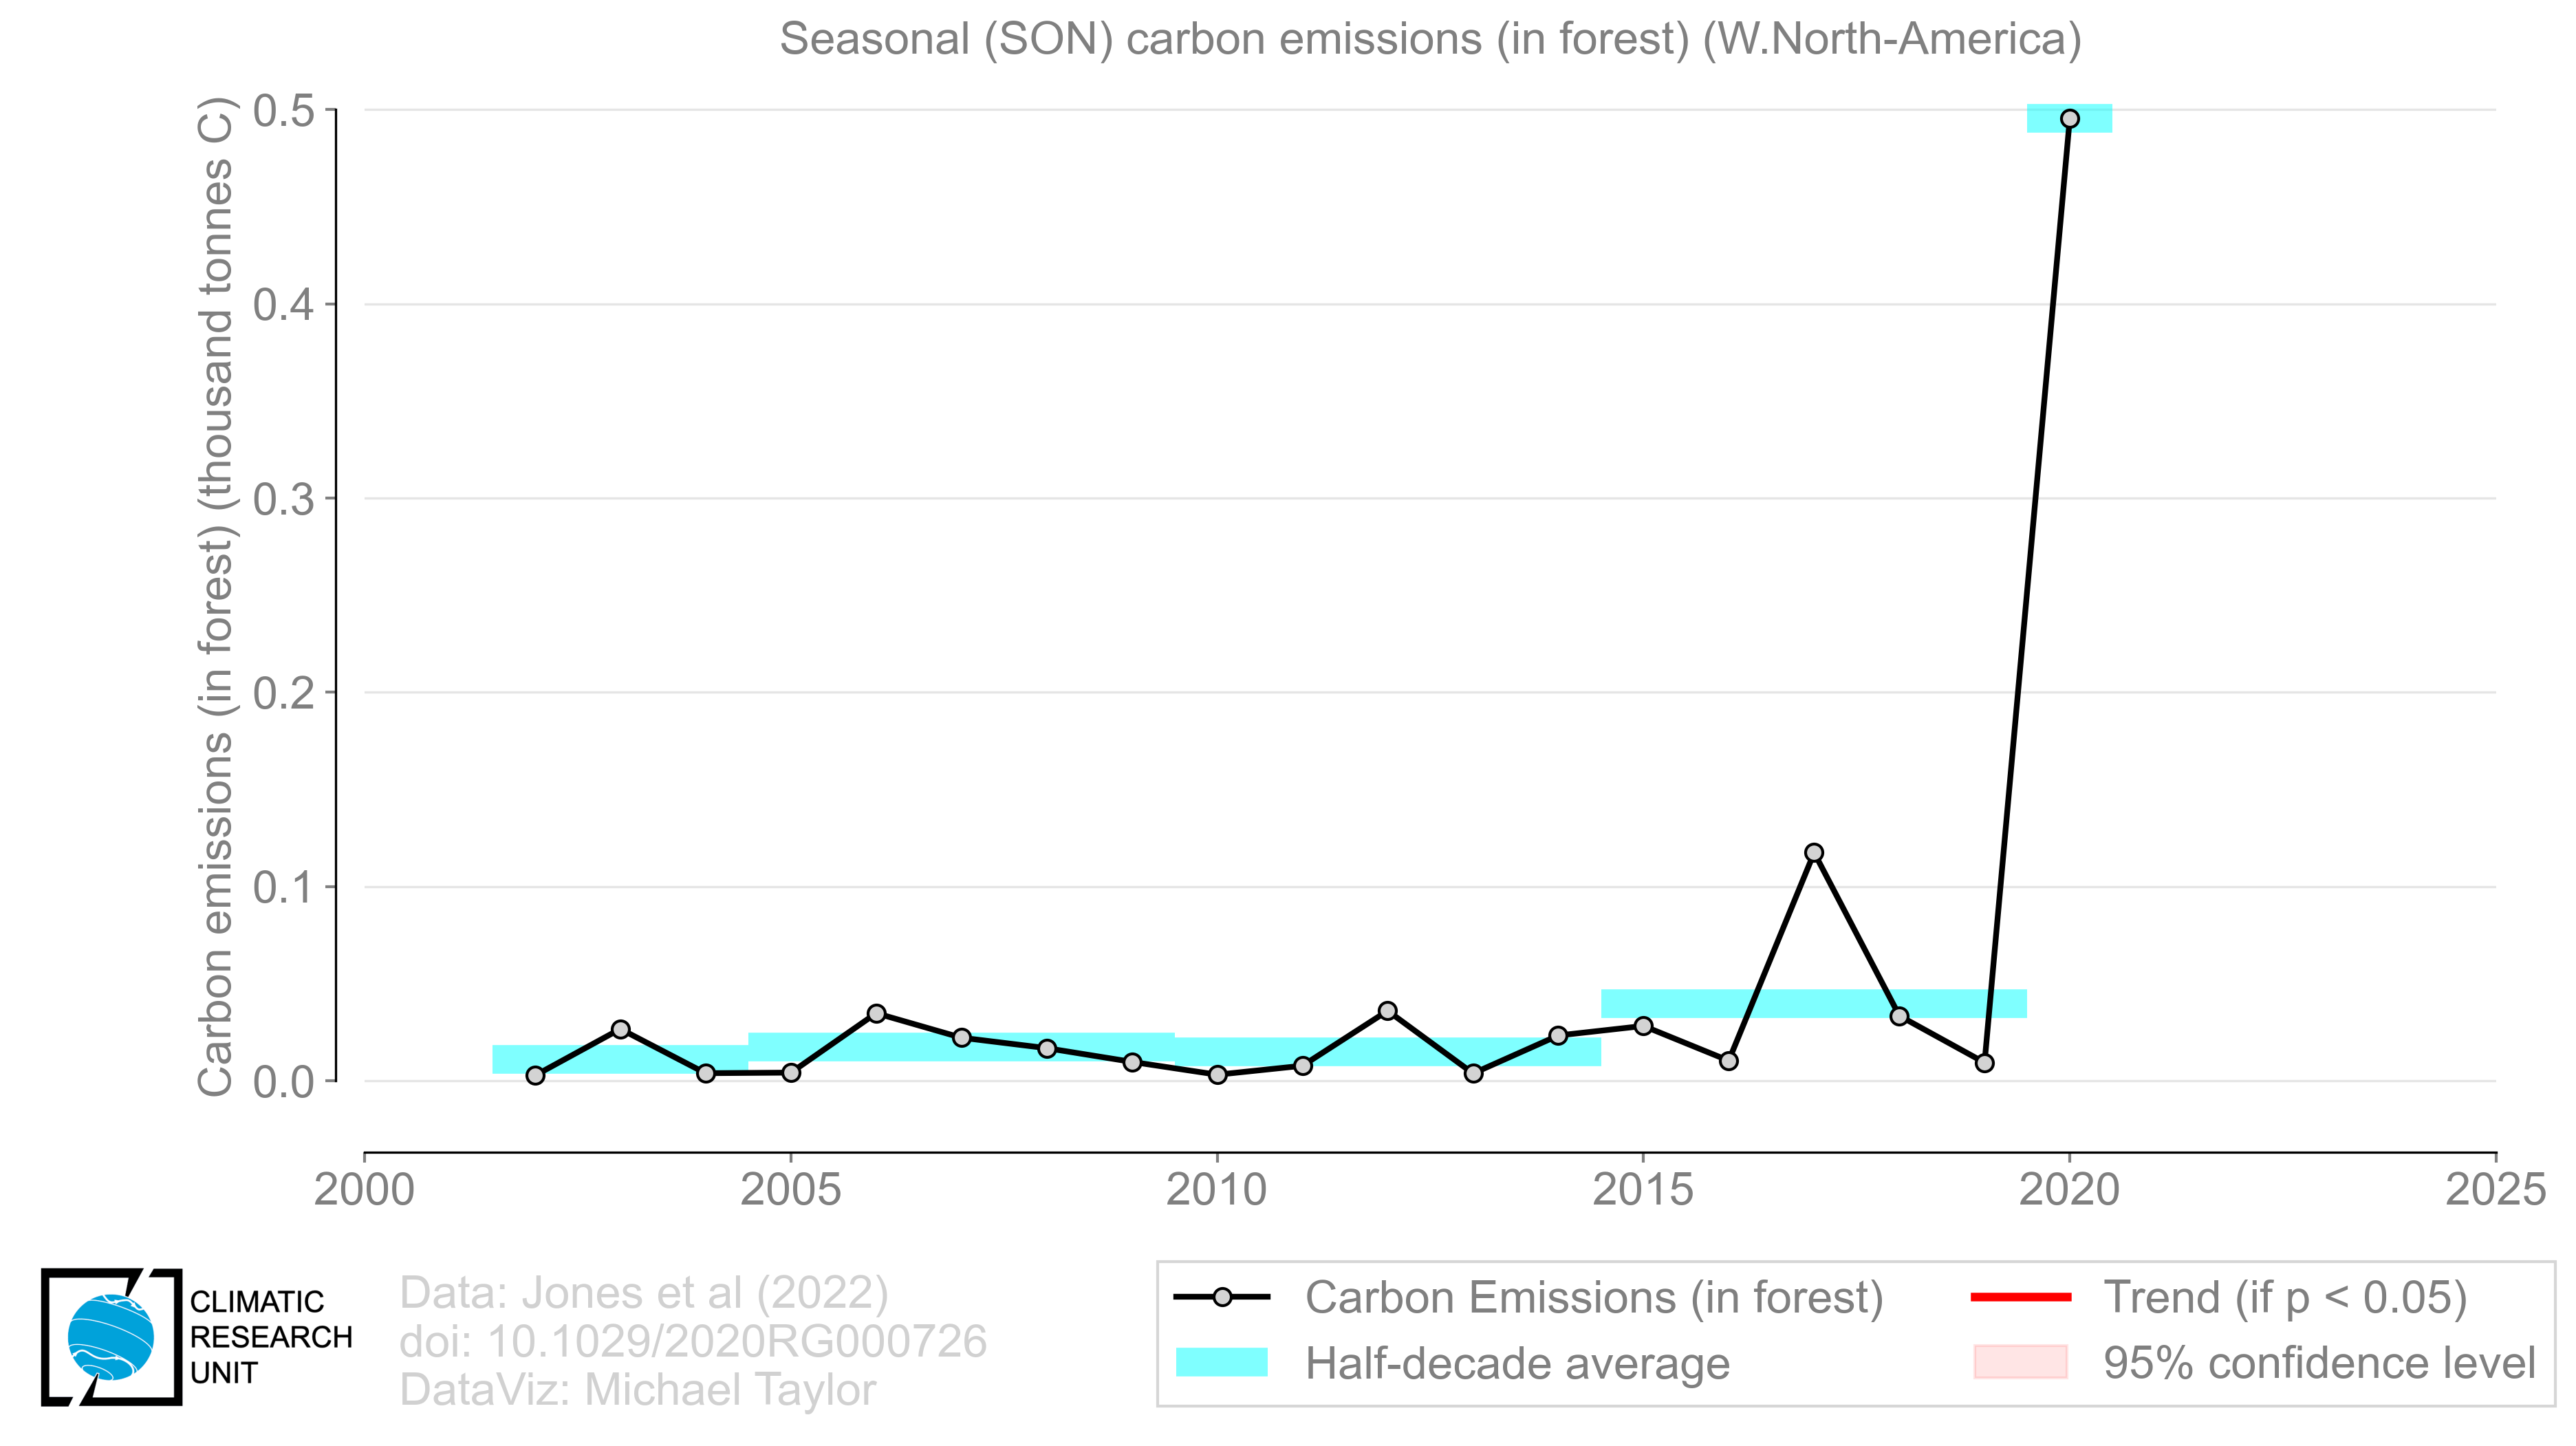 Seasonal (SON) carbon emissions (in forest) (W.North-America)
Carbon emissions (in forest) (thousand tonnes C)
0.5
0.4
0.3
0.2
0.1
0.0
2000
2005
2010
2015
2020
2025
CLIMATIC
RESEARCH
UNIT
Data: Jones et al (2022)
doi: 10.1029/2020RG000726
DataViz: Michael Taylor
Carbon Emissions (in forest)
Half-decade average
Trend (if p < 0.05)
95% confidence level